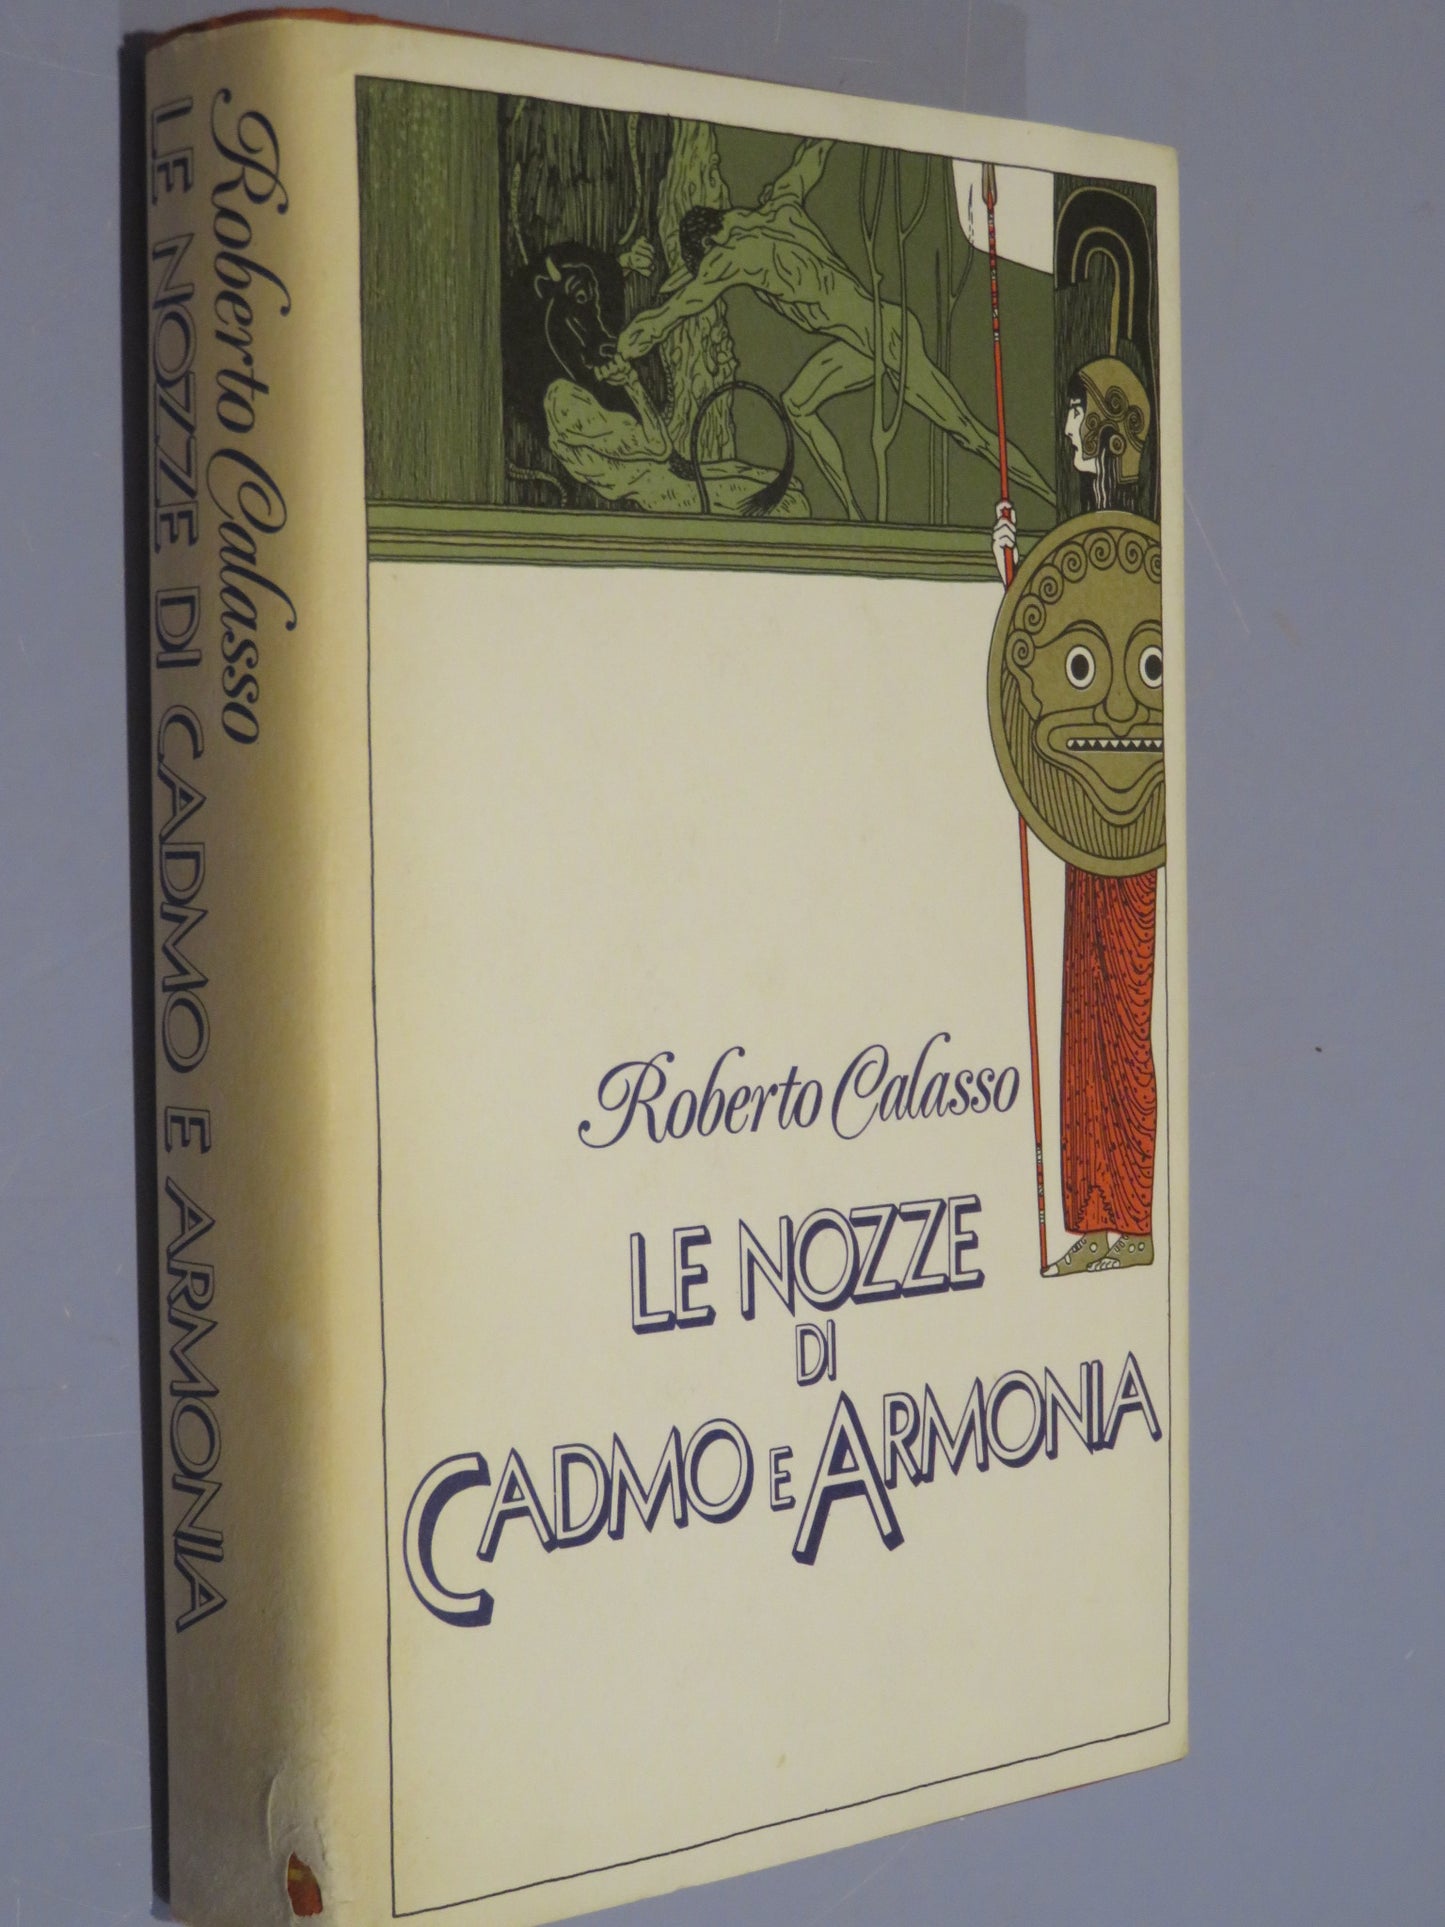 Roberto Calasso
LE NOZZE DI CADMO E ARMONIA
Roberto Calasso
LE NOZZE
DI
CADMO E ARMONIA